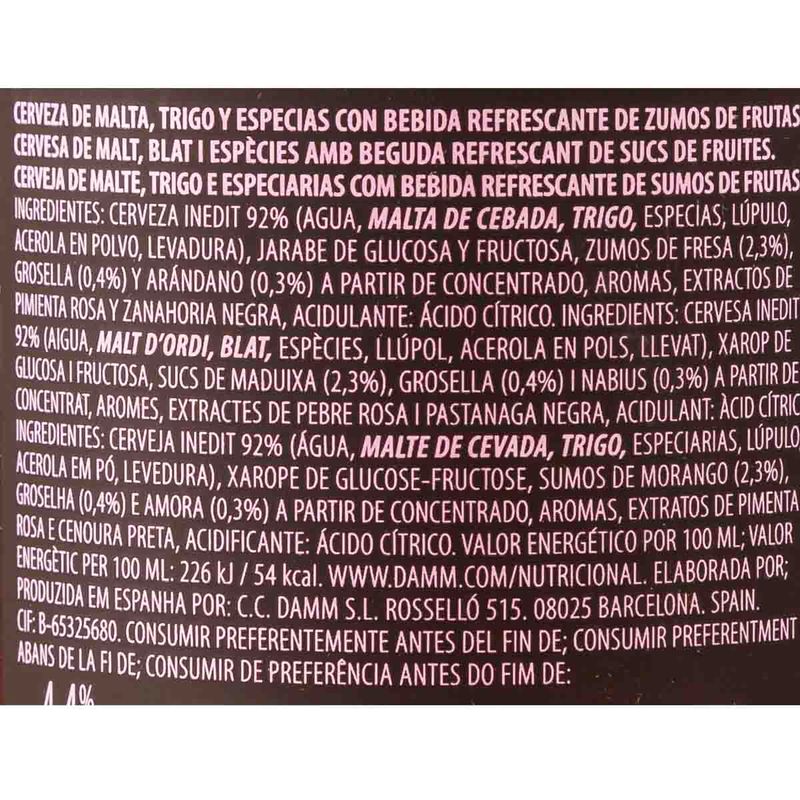 CERVEZA DE MALTA, TRIGO Y ESPECIAS CON BEBIDA REFRESCANTE DE ZUMOS DE FRUTAS
CERVESA DE MALT, BLAT I ESPÈCIES AMB BEGUDA REFRESCANT DE SUCS DE FRUITES.
CERVEJA DE MALTE, TRIGO E ESPECIARIAS COM BEBIDA REFRESCANTE DE SUMOS DE FRUTAS
INGREDIENTES: CERVEZA INEDIT 92% (AGUA, MALTA DE CEBADA, TRIGO, ESPECIAS, LÚPULO,
ACEROLA EN POLVO, LEVADURA), JARABE DE GLUCOSA Y FRUCTOSA, ZUMOS DE FRESA (2,3%),
GROSELLA (0,4%) Y ARÁNDANO (0,3%) A PARTIR DE CONCENTRADO, AROMAS, EXTRACTOS DE
PIMIENTA ROSA Y ZANAHORIA NEGRA, ACIDULANTE: ÁCIDO CÍTRICO. INGREDIENTS: CERVESA INEDIT
92% (AIGUA, MALT D'ORDI, BLAT, ESPÈCIES, LLÚPOL, ACEROLA EN POLS, LLEVAT), XAROP DE
GLUCOSA I FRUCTOSA, SUCS DE MADUIXA (2,3%), GROSELLA (0,4%) I NABIUS (0,3%) A PARTIR DE
CONCENTRAT, AROMES, EXTRACTES DE PEBRE ROSA I PASTANAGA NEGRA, ACIDULANT: ÀCID CÍTRIC
INGREDIENTES: CERVEJA INEDIT 92% (ÁGUA, MALTE DE CEVADA, TRIGO, ESPECIARIAS, LÚPULO
ACEROLA EM PÓ, LEVEDURA), XAROPE DE GLUCOSE-FRUCTOSE, SUMOS DE MORANGO (2,3%),
GROSELHA (0,4%) E AMORA (0,3%) A PARTIR DE CONCENTRADO, AROMAS, EXTRATOS DE PIMENTA
ROSA E CENOURA PRETA, ACIDIFICANTE: ÁCIDO CÍTRICO. VALOR ENERGÉTICO POR 100 ML; VALOR
ENERGÈTIC PER 100 ML: 226 kJ / 54 kcal. WWW.DAMM.COM/NUTRICIONAL. ELABORADA POR;
PRODUZIDA EM ESPANHA POR: C.C. DAMM S.L. ROSSELLÓ 515. 08025 BARCELONA. SPAIN.
CIF: B-65325680. CONSUMIR PREFERENTEMENTE ANTES DEL FIN DE; CONSUMIR PREFERENTMENT
ABANS DE LA FI DE; CONSUMIR DE PREFERÊNCIA ANTES DO FIM DE:
4,4%